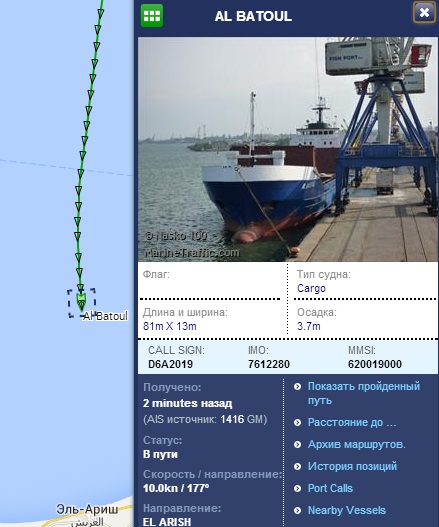 AL BATOUL
FISH PORT
© Nasko 100
MarineTraffic.com
Al Batoul
Эль-Ариш
العريش
Флаг:
Тип судна:
Cargo
Длина и ширина:
81m X 13m
Осадка:
3.7m
CALL SIGN: IMO: MMSI:
D6A2019 7612280 620019000
Получено:
2 minutes назад
(AIS источник: 1416 GM)
Статус:
В пути
Скорость / направление:
10.0kn / 177°
Направление:
EL ARISH
Показать пройденный
путь
Расстояние до ...
Архив маршрутов.
История позиций
Port Calls
Nearby Vessels